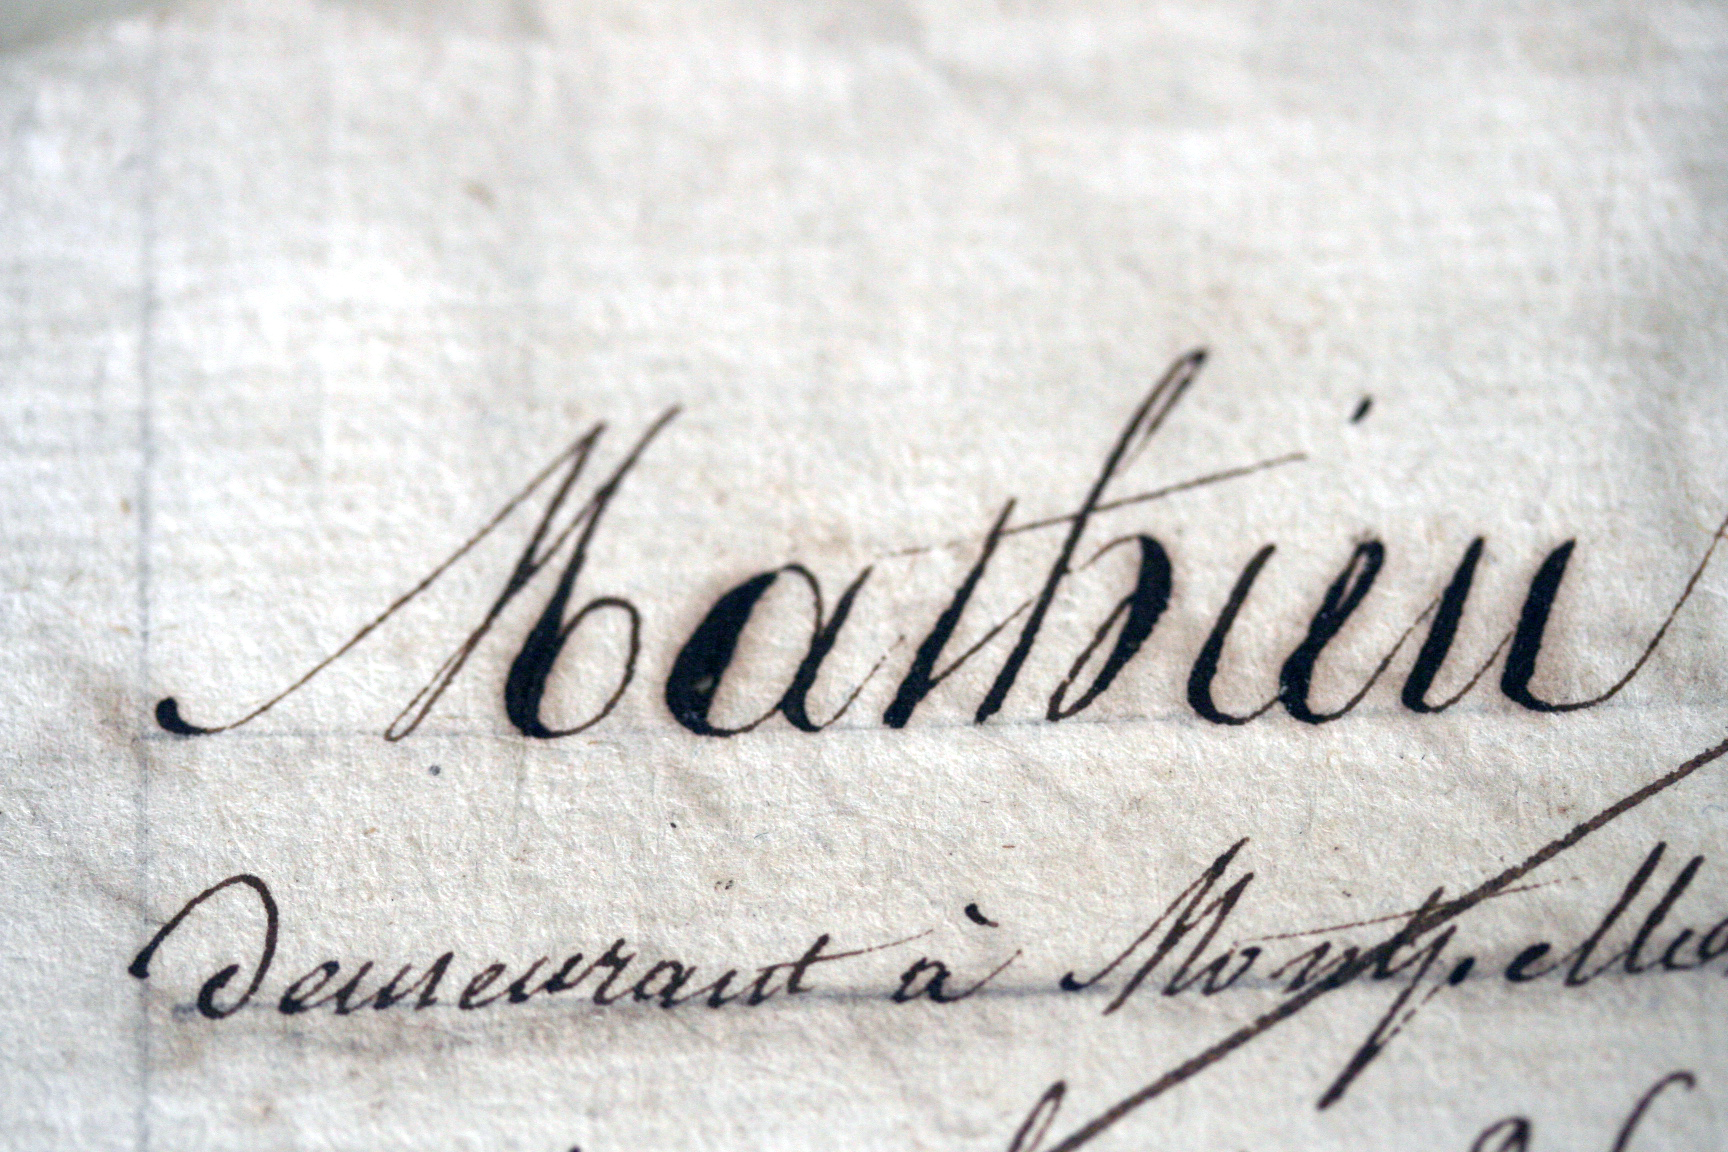 Mathieu
demeurant à Montpellier